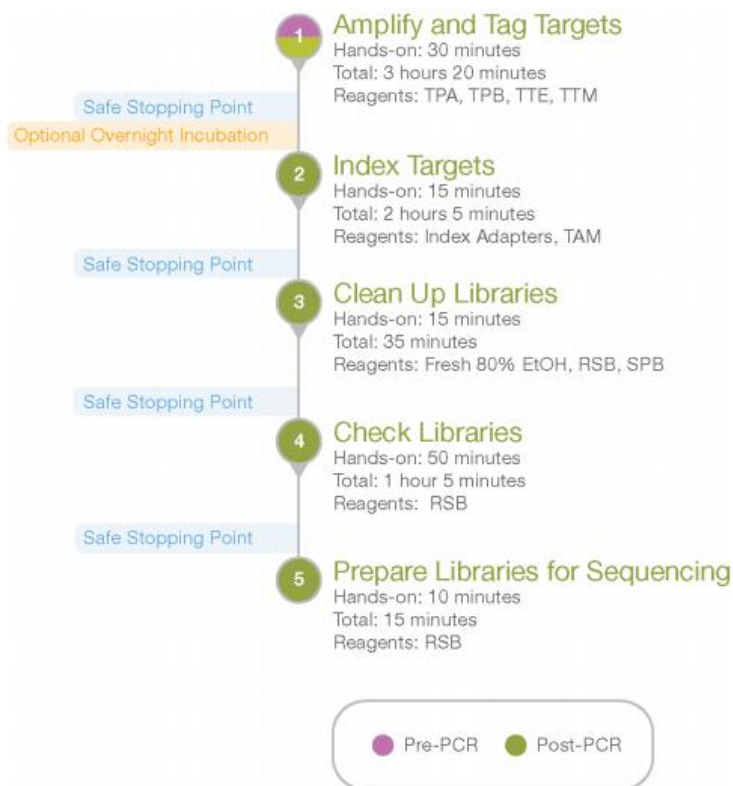 1
Amplify and Tag Targets
Hands-on: 30 minutes
Total: 3 hours 20 minutes
Reagents: TPA, TPB, TTE, TTM
Safe Stopping Point
Optional Overnight Incubation
2
Index Targets
Hands-on: 15 minutes
Total: 2 hours 5 minutes
Reagents: Index Adapters, TAM
Safe Stopping Point
3
Clean Up Libraries
Hands-on: 15 minutes
Total: 35 minutes
Reagents: Fresh 80% EtOH, RSB, SPB
Safe Stopping Point
4
Check Libraries
Hands-on: 50 minutes
Total: 1 hour 5 minutes
Reagents: RSB
Safe Stopping Point
5
Prepare Libraries for Sequencing
Hands-on: 10 minutes
Total: 15 minutes
Reagents: RSB
Pre-PCR Post-PCR